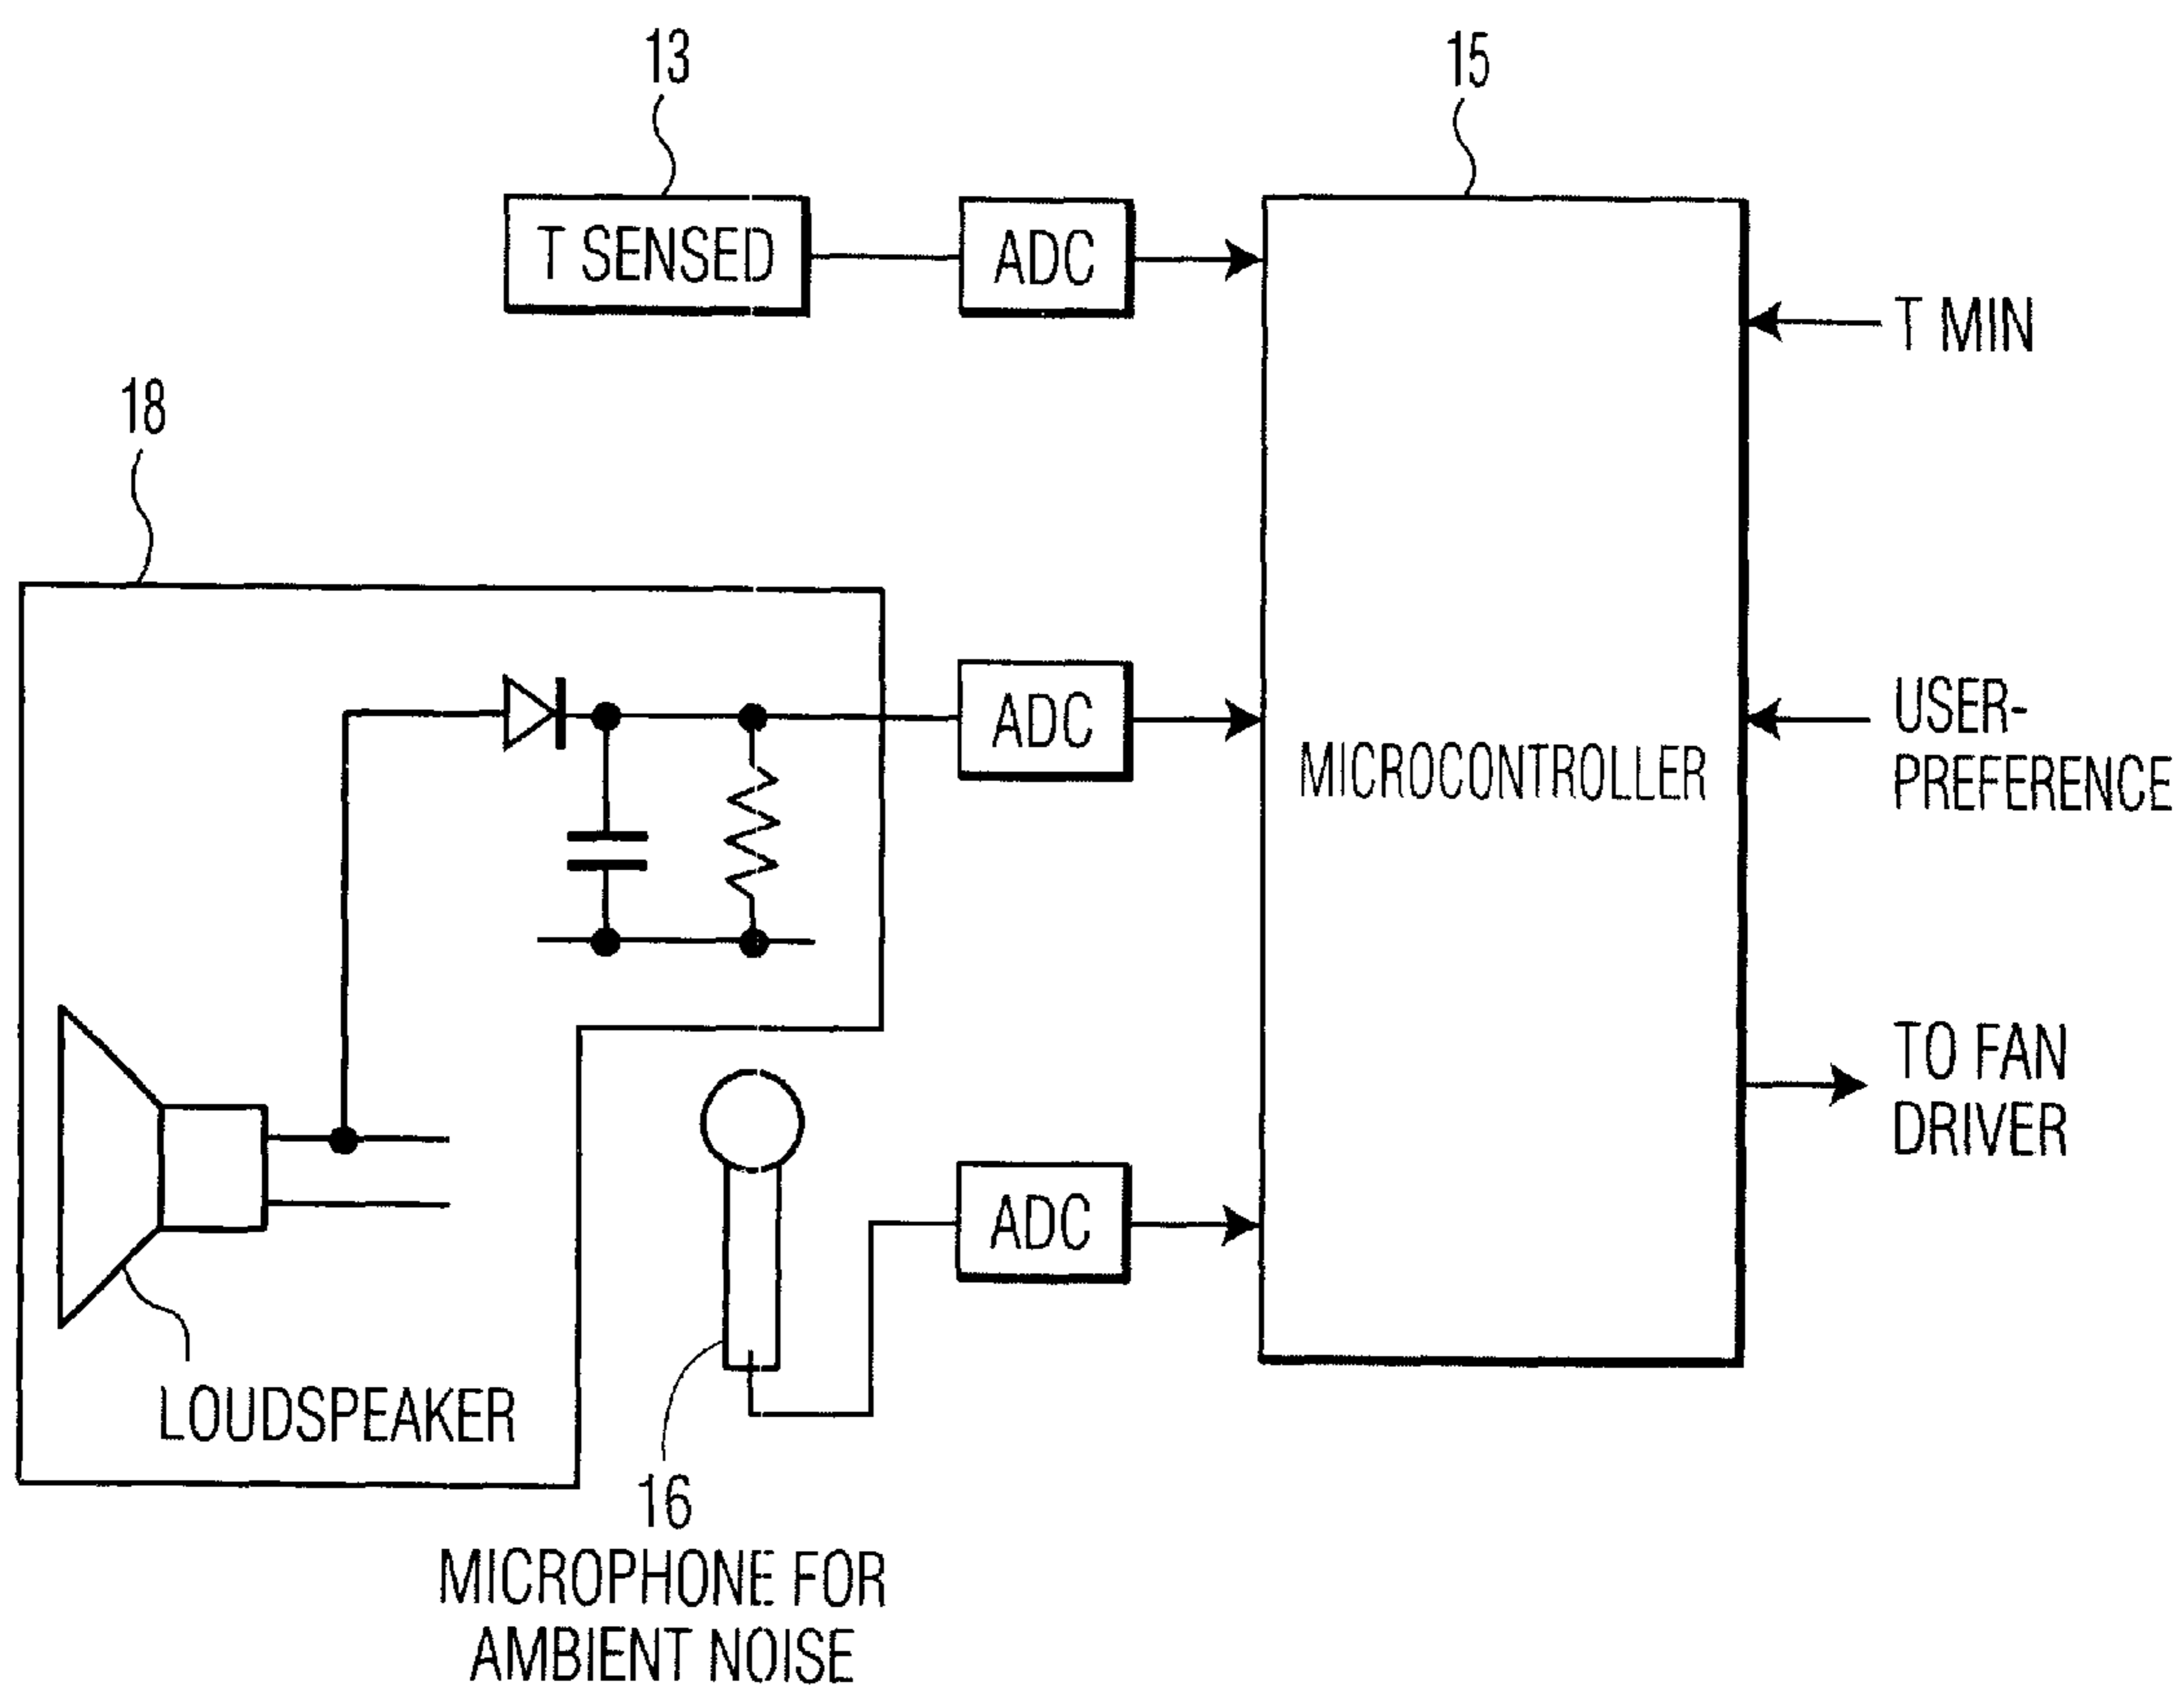 13
15
T SENSED
ADC
T MIN
18
ADC
MICROCONTROLLER
USER-
PREFERENCE
TO FAN
DRIVER
ADC
LOUDSPEAKER
16
MICROPHONE FOR
AMBIENT NOISE